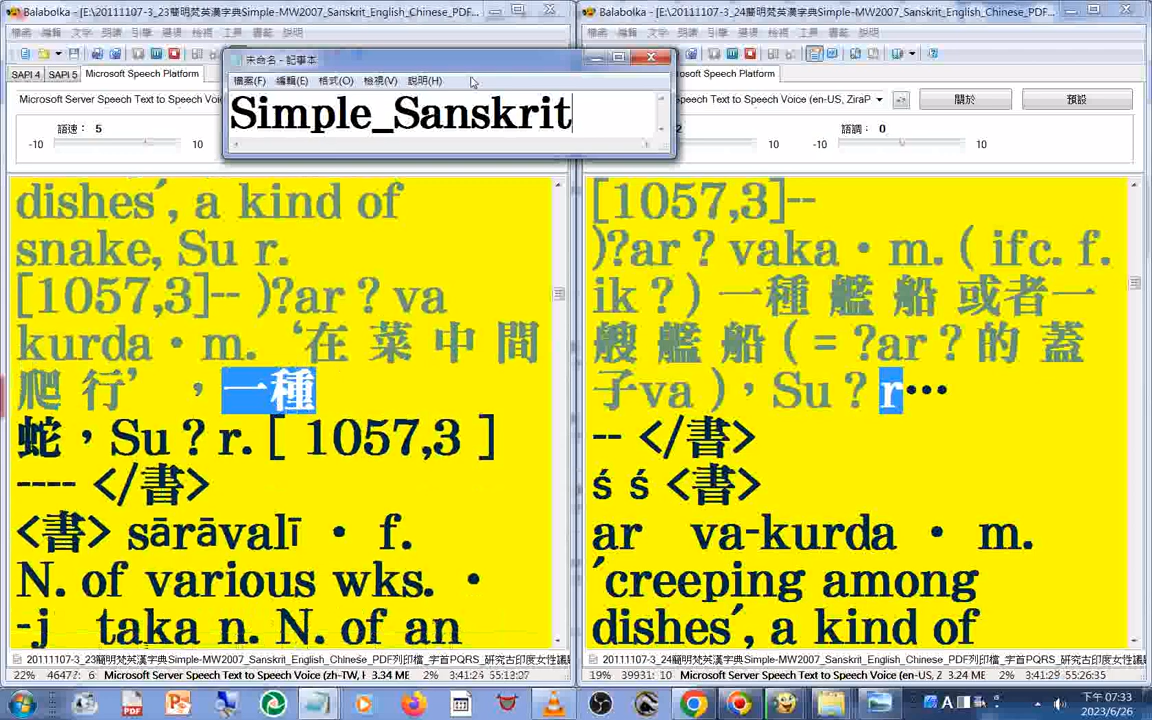 Balabolka - [E:\20111107-3_23簡明梵英漢字典Simple-MW2007_Sanskrit_English_Chinese_PDF...
Balabolka - [E:\20111107-3_24簡明梵英漢字典Simple-MW2007_Sanskrit_English_Chinese_PDF...
未命名 - 記事本
檔案(F) 編輯(E) 格式(O) 檢視(V) 說明(H)
Simple_Sanskrit
SAPI 4 SAPI 5 Microsoft Speech Platform
Microsoft Server Speech Text to Speech Voice
語速： 5
-10 10
Speech Platform
Speech Text to Speech Voice (en-US, ZiraP
關於 預設
2 語調： 0
10 -10 10
dishes´, a kind of
snake, Su r.
[1057,3]-- )?ar ? va
kurda • m. ‘在 菜 中 間
爬 行’ ，一種
蛇，Su ? r. [ 1057,3 ]
---- </書>
<書> sārāvalī • f.
N. of various wks. •
-j taka n. N. of an
[1057,3]--
)?ar ? vaka • m. ( ifc. f.
ik ? ) 一種 艦 船 或者一
艘 艦 船 ( = ?ar ? 的 蓋
子va )，Su ? r…
-- </書>
ś ś <書>
ar va-kurda • m.
´creeping among
dishes´, a kind of
20111107-3_23簡明梵英漢字典Simple-MW2007_Sanskrit_English_Chinese_PDF列印檔_字首PQRS_研究古印度女性議
22% 46477: 6 Microsoft Server Speech Text to Speech Voice (zh-TW, H 3.34 ME 2% 3:41:24 55:13:07
20111107-3_24簡明梵英漢字典Simple-MW2007_Sanskrit_English_Chinese_PDF列印檔_字首PQRS_研究古印度女性議
19% 39931: 10 Microsoft Server Speech Text to Speech Voice (en-US, Z 3.24 ME 2% 3:41:29 55:26:35
下午 07:33
2023/6/26